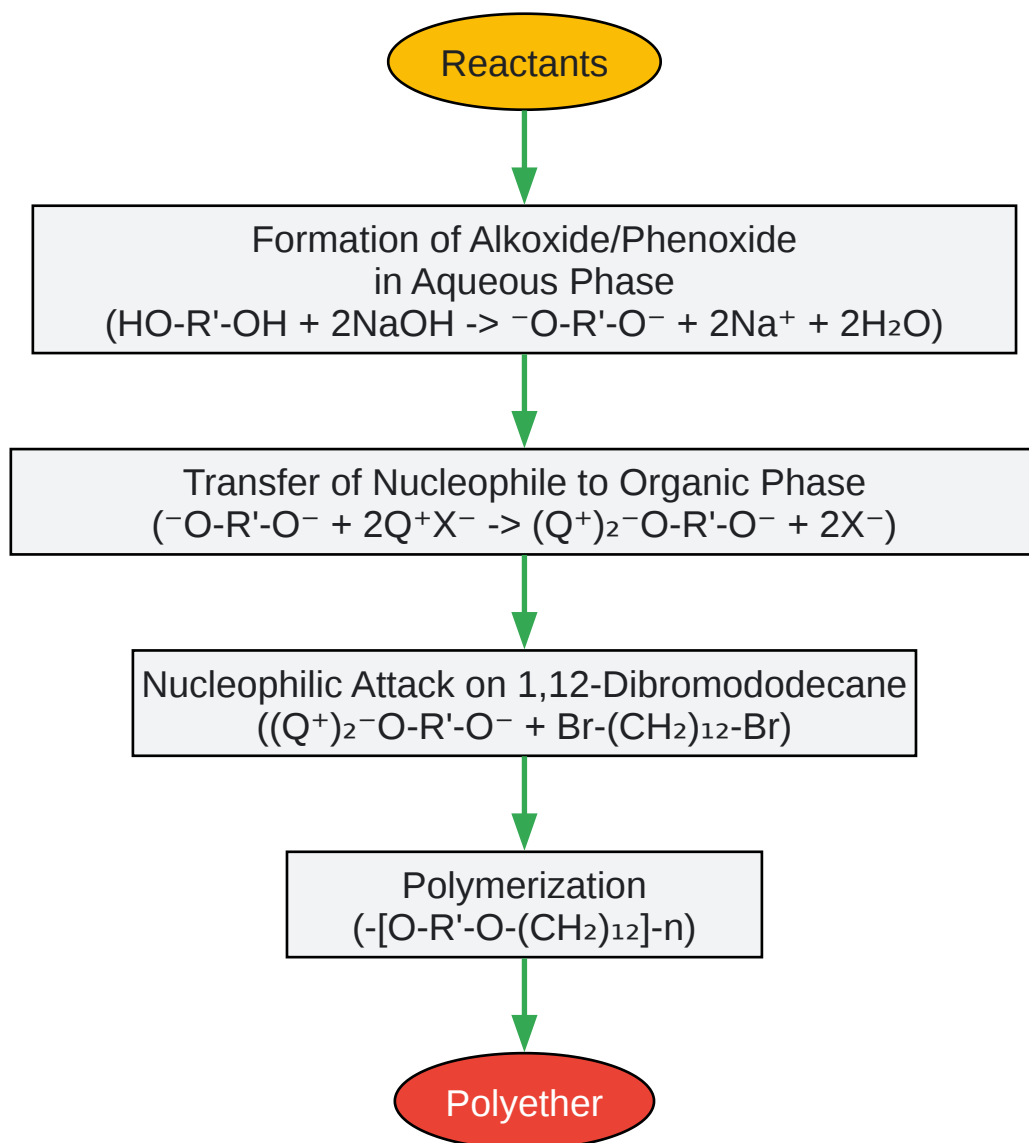 Reactants
Formation of Alkoxide/Phenoxide
in Aqueous Phase
(HO-R'-OH + 2NaOH -> ⁻O-R'-O⁻ + 2Na⁺ + 2H₂O)
Transfer of Nucleophile to Organic Phase
(⁻O-R'-O⁻ + 2Q⁺X⁻ -> (Q⁺)₂⁻O-R'-O⁻ + 2X⁻)
Nucleophilic Attack on 1,12-Dibromododecane
((Q⁺)₂⁻O-R'-O⁻ + Br-(CH₂)₁₂-Br)
Polymerization
(-[O-R'-O-(CH₂)₁₂]-n)
Polyether